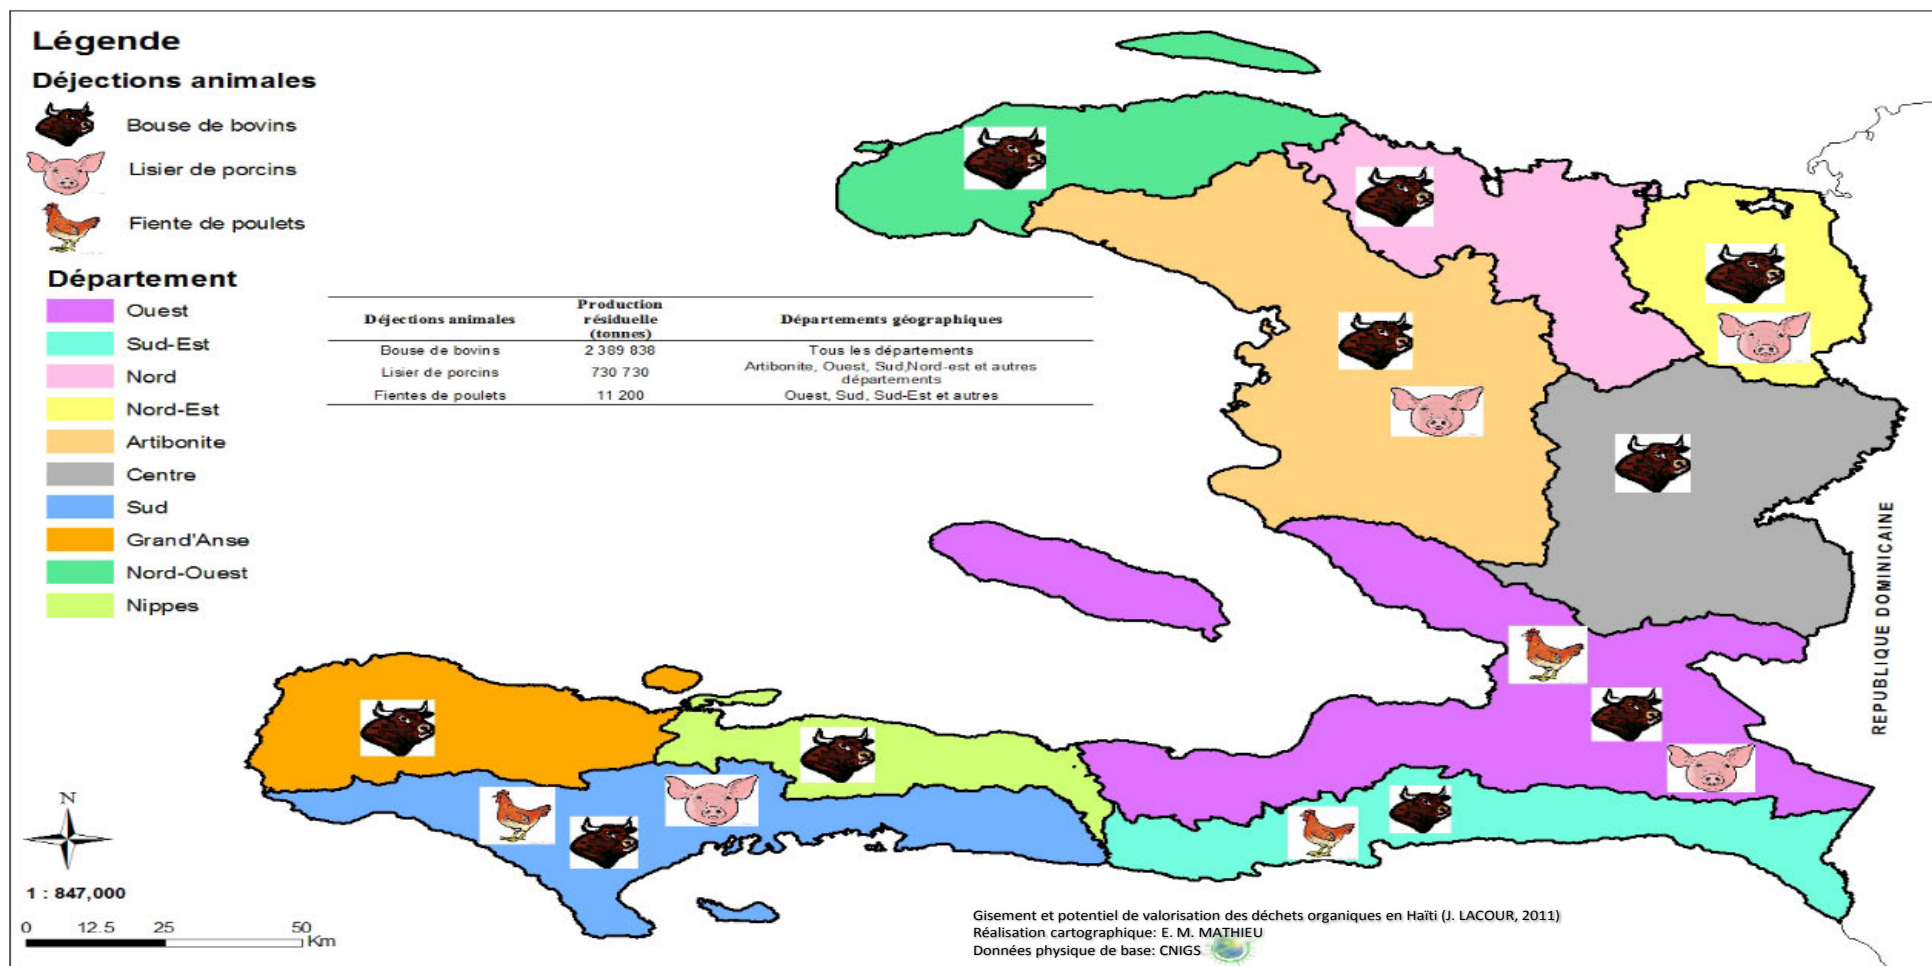 Légende
Déjections animales
Bouse de bovins
Lisier de porcins
Fiente de poulets
Département
Ouest
Sud-Est
Nord
Nord-Est
Artibonite
Centre
Sud
Grand'Anse
Nord-Ouest
Nippes
Déjections animales
Production
résiduelle
(tonnes)
Départements géographiques
Bouse de bovins 2 389 838 Tous les départements
Lisier de porcins 730 730 Artibonite, Ouest, Sud,Nord-est et autres
départements
Fientes de poulets 11 200 Ouest, Sud, Sud-Est et autres
REPUBLIQUE DOMINICAINE
N
1 : 847,000
0 12.5 25 50
Km
Gisement et potentiel de valorisation des déchets organiques en Haïti (J. LACOUR, 2011)
Réalisation cartographique: E. M. MATHIEU
Données physique de base: CNIGS